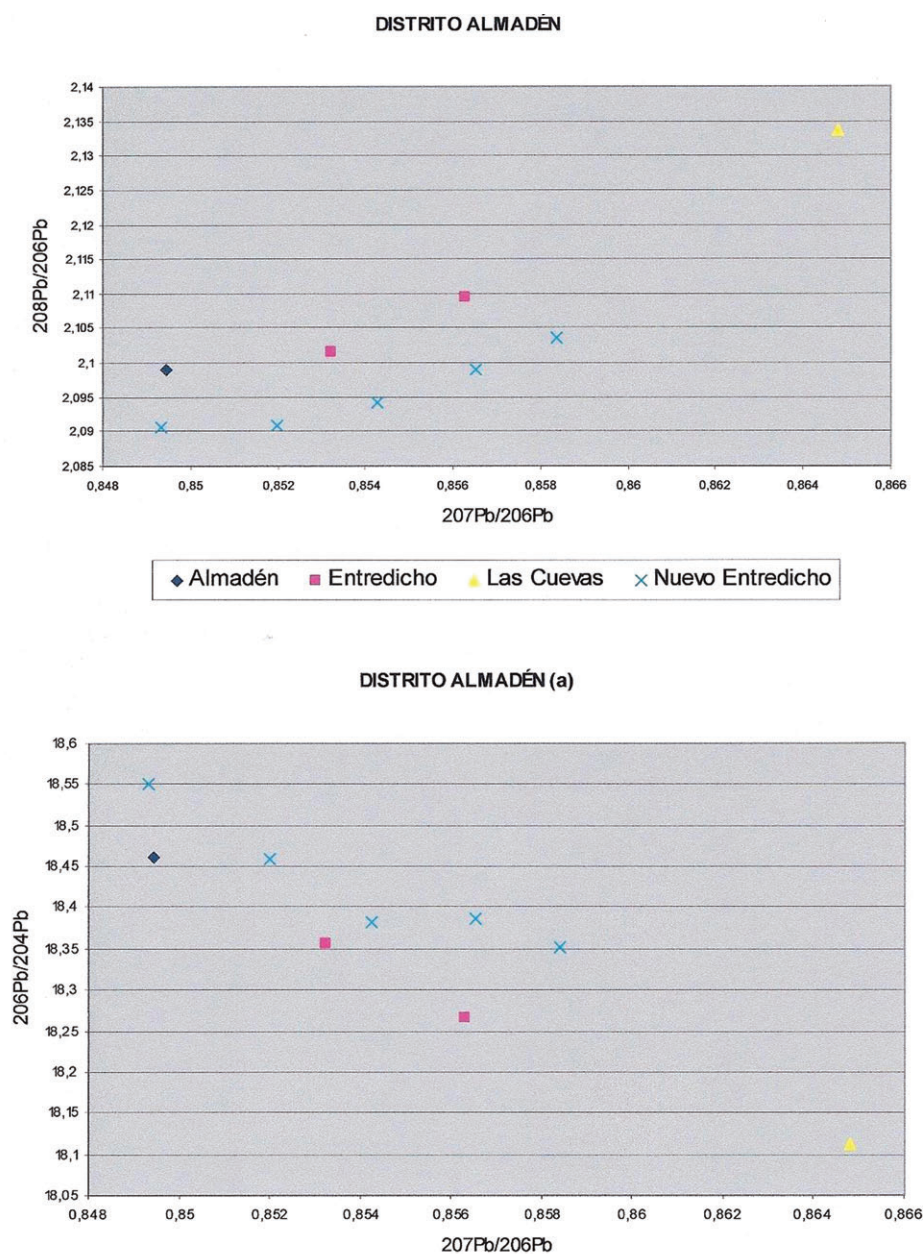 DISTRITO ALMADÉN
2,14
2,135
2,13
2,125
2,12
2,115
2,11
2,105
2,1
2,095
2,09
2,085
208Pb/206Pb
0,848 0,85 0,852 0,854 0,856 0,858 0,86 0,862 0,864 0,866
207Pb/206Pb
Almadén Entredicho Las Cuevas Nuevo Entredicho
DISTRITO ALMADÉN (a)
18,6
18,55
18,5
18,45
18,4
18,35
18,3
18,25
18,2
18,15
18,1
18,05
206Pb/204Pb
0,848 0,85 0,852 0,854 0,856 0,858 0,86 0,862 0,864 0,866
207Pb/206Pb